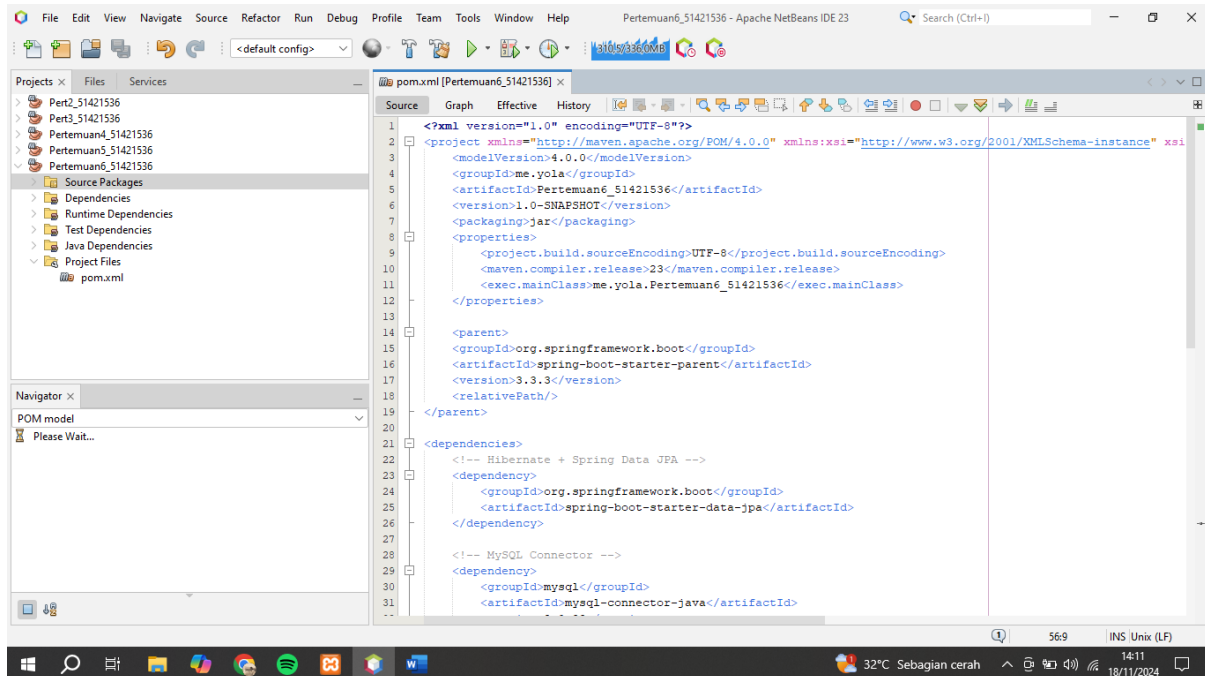 File Edit View Navigate Source Refactor Run Debug Profile Team Tools Window Help Pertemuan6_51421536 - Apache NetBeans IDE 23 Search (Ctrl+I)
<default config> 310,5/336,0MB
Projects Files Services
Pert2_51421536
Pert3_51421536
Pertemuan4_51421536
Pertemuan5_51421536
Pertemuan6_51421536
Source Packages
Dependencies
Runtime Dependencies
Test Dependencies
Java Dependencies
Project Files
pom.xml
Navigator
POM model
Please Wait...
pom.xml [Pertemuan6_51421536]
Source Graph Effective History
1 <?xml version="1.0" encoding="UTF-8"?>
2 <project xmlns="http://maven.apache.org/POM/4.0.0" xmlns:xsi="http://www.w3.org/2001/XMLSchema-instance" xsi
3 <modelVersion>4.0.0</modelVersion>
4 <groupId>me.yola</groupId>
5 <artifactId>Pertemuan6_51421536</artifactId>
6 <version>1.0-SNAPSHOT</version>
7 <packaging>jar</packaging>
8 <properties>
9 <project.build.sourceEncoding>UTF-8</project.build.sourceEncoding>
10 <maven.compiler.release>23</maven.compiler.release>
11 <exec.mainClass>me.yola.Pertemuan6_51421536</exec.mainClass>
12 </properties>
13
14 <parent>
15 <groupId>org.springframework.boot</groupId>
16 <artifactId>spring-boot-starter-parent</artifactId>
17 <version>3.3.3</version>
18 <relativePath/>
19 </parent>
20
21 <dependencies>
22 <!-- Hibernate + Spring Data JPA -->
23 <dependency>
24 <groupId>org.springframework.boot</groupId>
25 <artifactId>spring-boot-starter-data-jpa</artifactId>
26 </dependency>
27
28 <!-- MySQL Connector -->
29 <dependency>
30 <groupId>mysql</groupId>
31 <artifactId>mysql-connector-java</artifactId>
1 56:9 INS Unix (LF)
32°C Sebagian cerah 14:11
18/11/2024